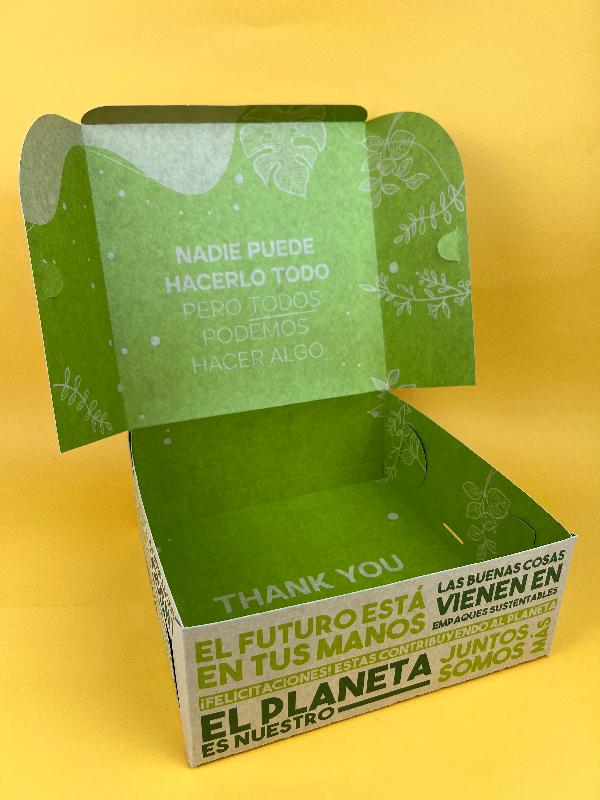 NADIE PUEDE
HACERLO TODO
PERO TODOS
PODEMOS
HACER ALGO
THANK YOU
EL FUTURO ESTÁ
EN TUS MANOS
¡FELICITACIONES! ESTAS CONTRIBUYENDO AL PLANETA
EL PLANETA
ES NUESTRO
LAS BUENAS COSAS
VIENEN EN
EMPAQUES SUSTENTABLES
JUNTOS
SOMOS
MÁS